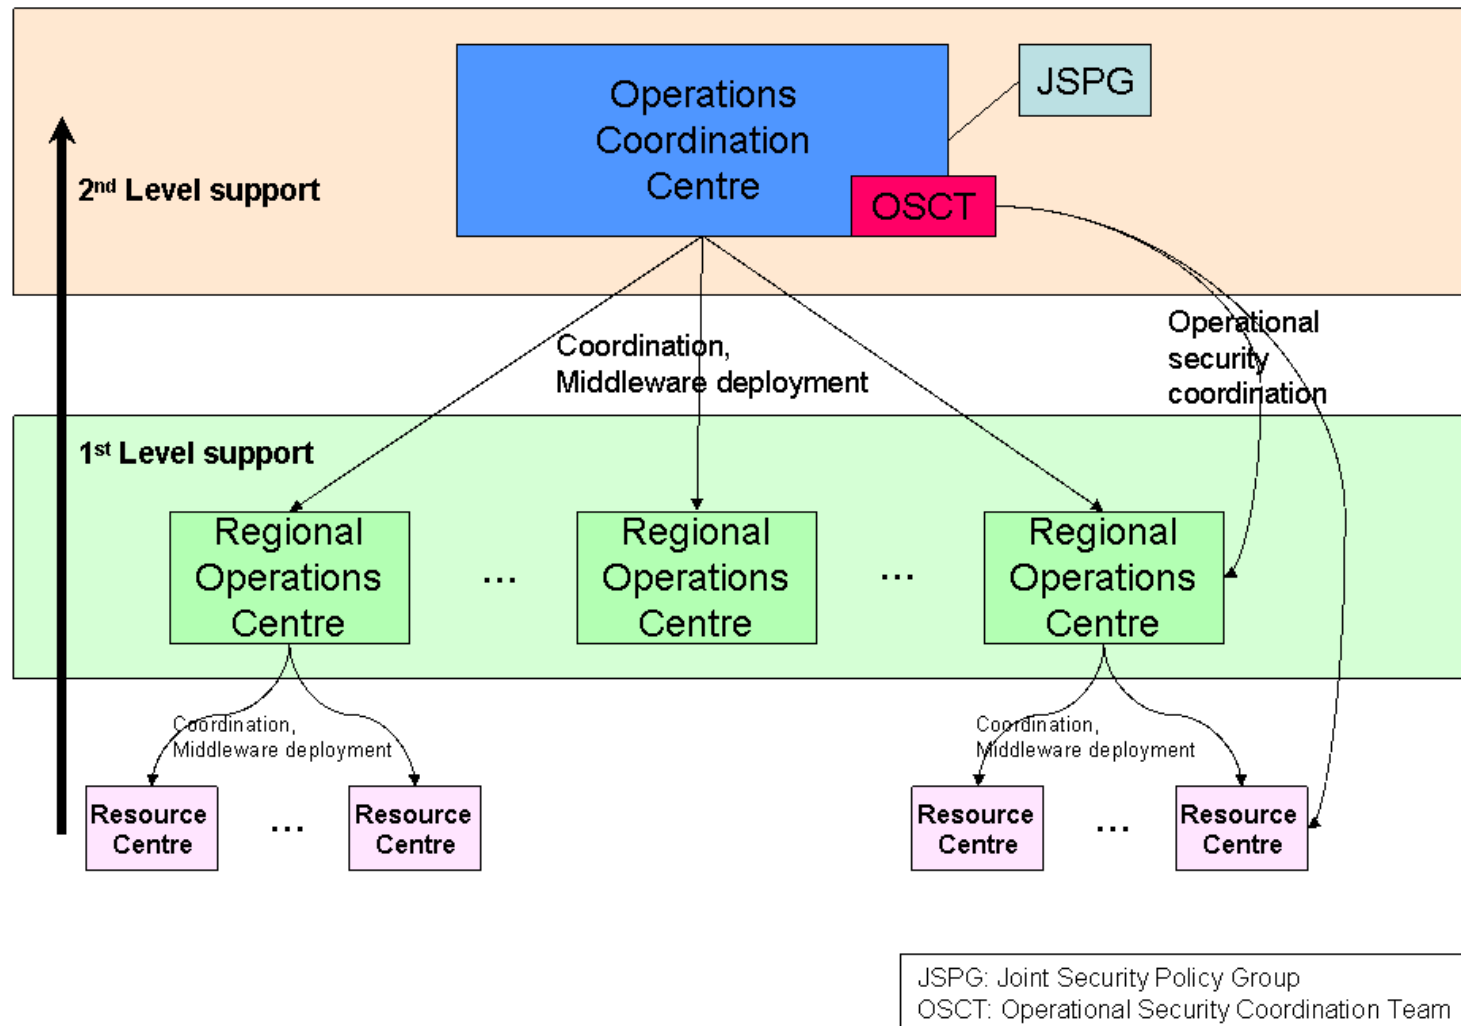 Operations
Coordination
Centre
JSPG
OSCT
2nd Level support
Coordination,
Middleware deployment
Operational
security
coordination
1st Level support
Regional
Operations
Centre
...
Regional
Operations
Centre
...
Regional
Operations
Centre
Coordination,
Middleware deployment
Coordination,
Middleware deployment
Resource
Centre
...
Resource
Centre
Resource
Centre
...
Resource
Centre
JSPG: Joint Security Policy Group
OSCT: Operational Security Coordination Team